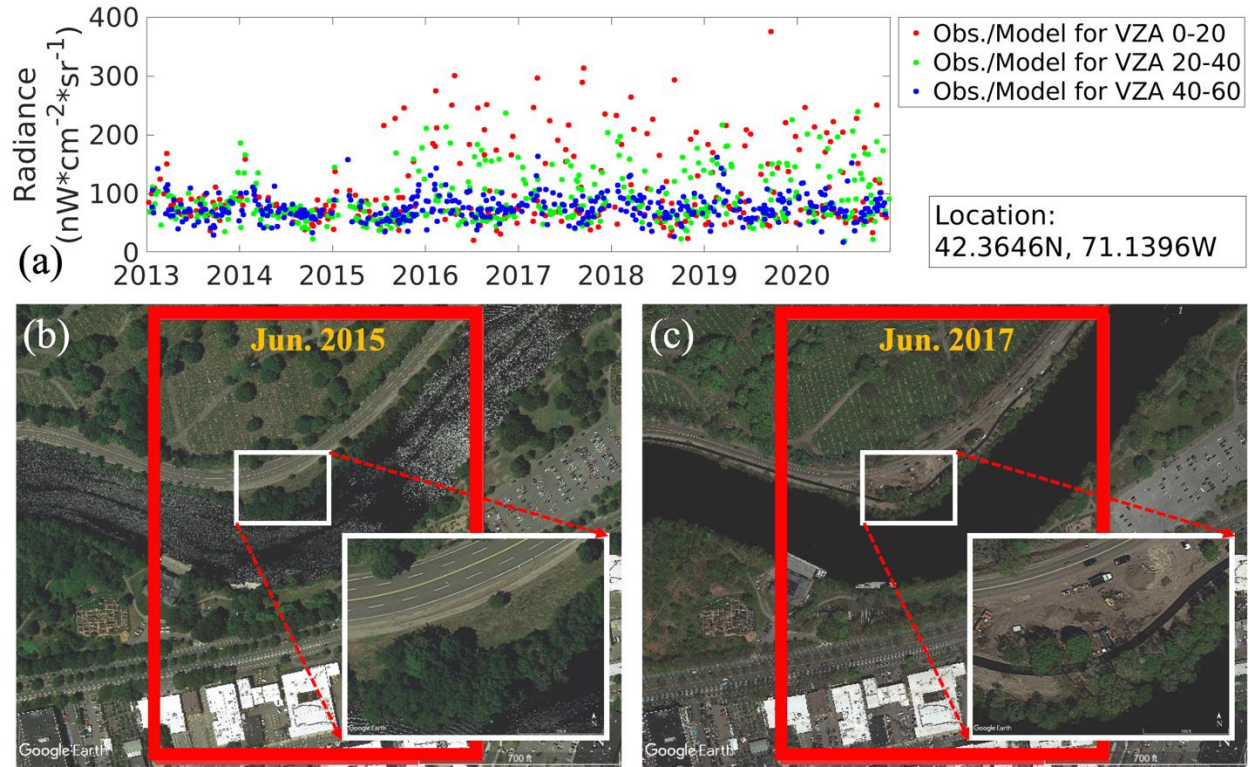 400
300
200
100
0
Radiance
(nW*cm-2*sr-1)
2013 2014 2015 2016 2017 2018 2019 2020
Obs./Model for VZA 0-20
Obs./Model for VZA 20-40
Obs./Model for VZA 40-60
Location:
42.3646N, 71.1396W
(a)
(b)
Jun. 2015
Google Earth
Google Earth
N
N
700 ft
(c)
Jun. 2017
1
Google Earth
Google Earth
N
N
700 ft